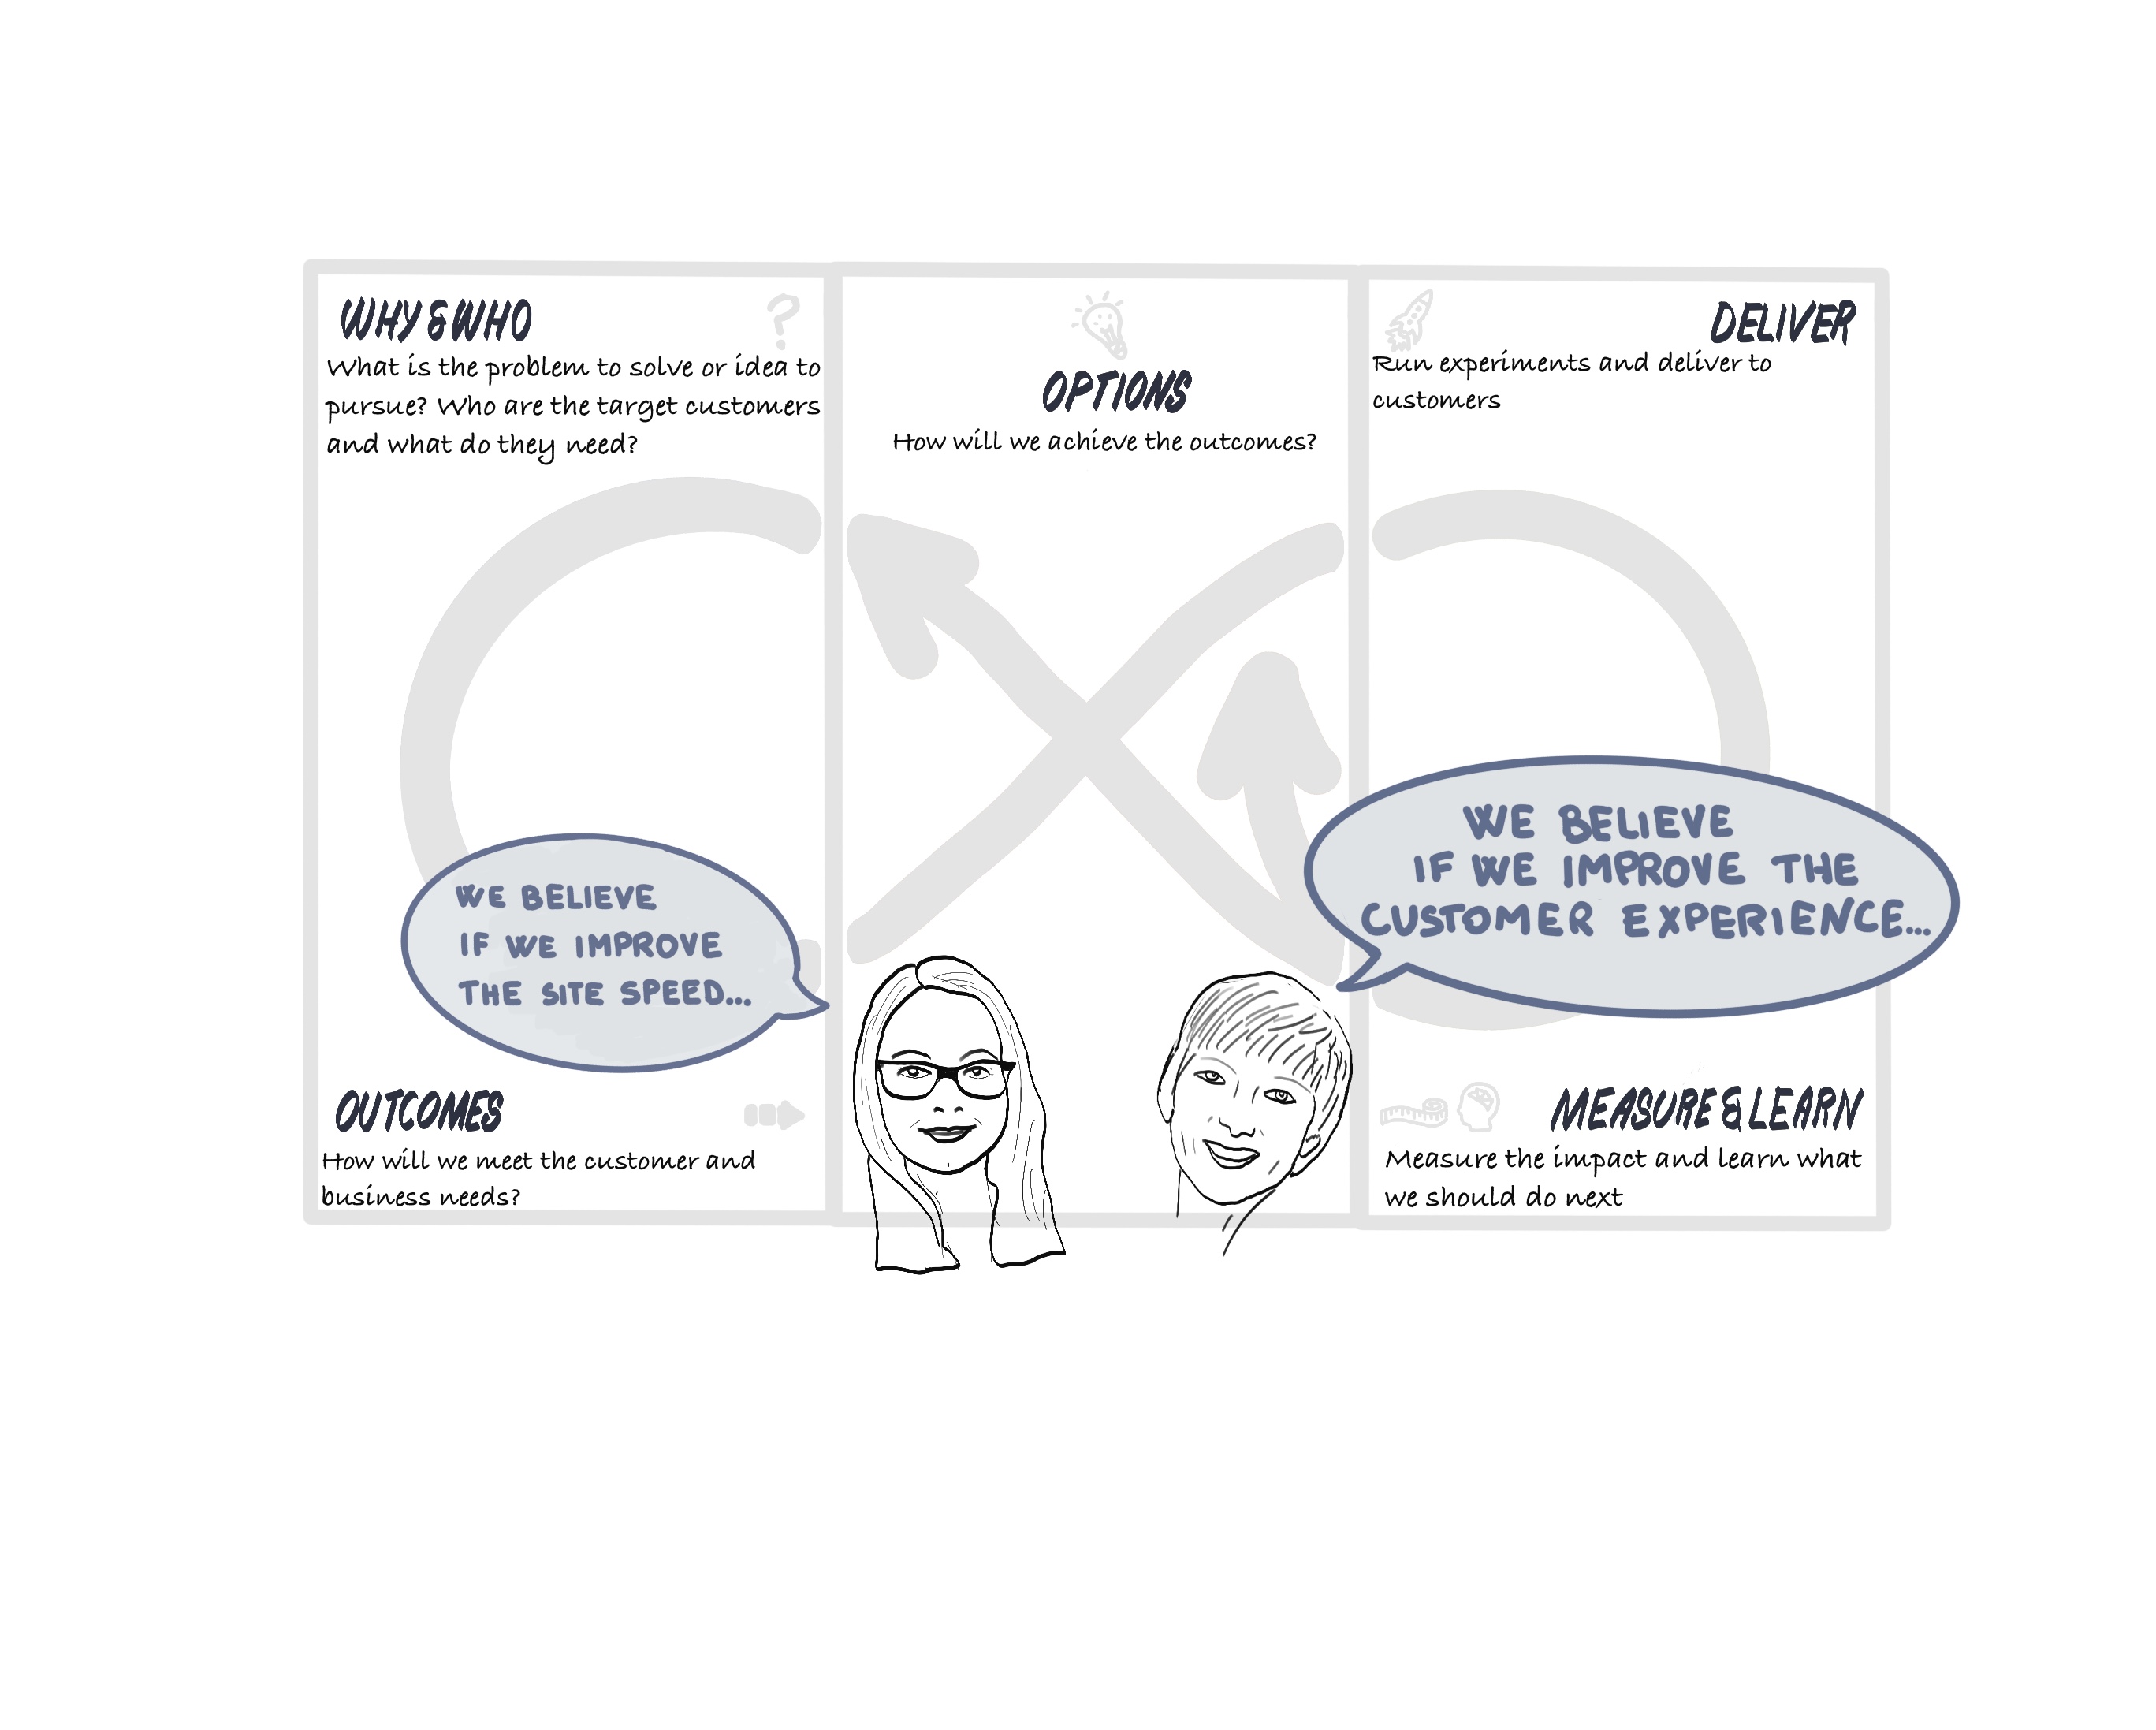 WHY & WHO
What is the problem to solve or idea to
pursue? Who are the target customers
and what do they need?
OPTIONS
How will we achieve the outcomes?
DELIVER
Run experiments and deliver to
customers
WE BELIEVE
IF WE IMPROVE
THE SITE SPEED...
WE BELIEVE
IF WE IMPROVE THE
CUSTOMER EXPERIENCE...
OUTCOMES
How will we meet the customer and
business needs?
MEASURE & LEARN
Measure the impact and learn what
we should do next